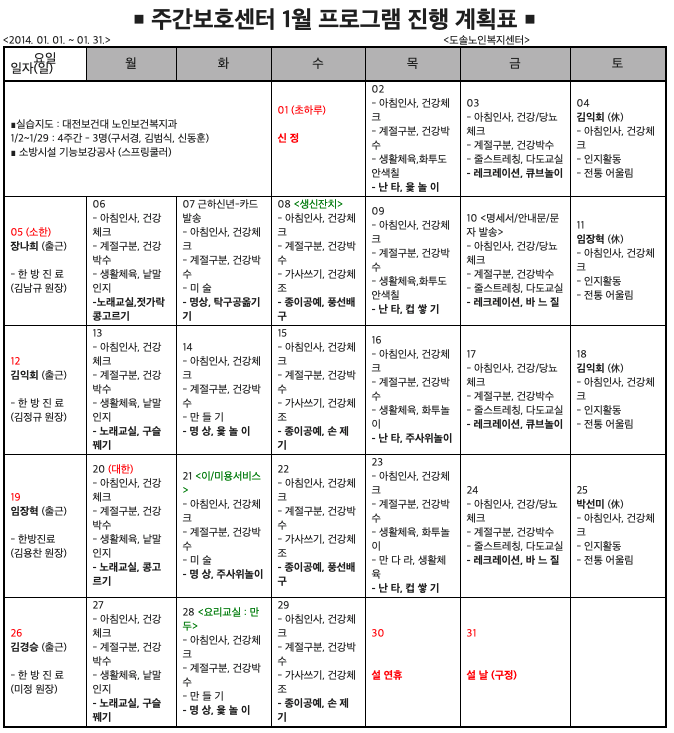 ■ 주간보호센터 1월 프로그램 진행 계획표 ■
<2014. 01. 01. ~ 01. 31.>
<도솔노인복지센터>
요일
일자(일)
월
화
수
목
금
토
■실습지도 : 대전보건대 노인보건복지과
1/2~1/29 : 4주간 - 3명(구서경, 김범식, 신동훈)
■ 소방시설 기능보강공사 (스프링쿨러)
01 (초하루)
신 정
02
- 아침인사, 건강체
크
- 계절구분, 건강박
수
- 생활체육,화투도
안색칠
- 난 타, 윷 놀 이
03
- 아침인사, 건강/당뇨
체크
- 계절구분, 건강박수
- 줄스트레칭, 다도교실
- 레크레이션, 큐브놀이
04
김익회 (休)
- 아침인사, 건강체
크
- 인지활동
- 전통 어울림
05 (소한)
장나희 (출근)
- 한 방 진 료
(김남규 원장)
06
- 아침인사, 건강
체크
- 계절구분, 건강
박수
- 생활체육, 낱말
인지
-노래교실,젓가락
콩고르기
07 근하신년-카드
발송
- 아침인사, 건강체
크
- 계절구분, 건강박
수
- 미 술
- 명상, 탁구공옮기
기
08 <생신잔치>
- 아침인사, 건강체
크
- 계절구분, 건강박
수
- 가사쓰기, 건강체
조
- 종이공예, 풍선배
구
09
- 아침인사, 건강체
크
- 계절구분, 건강박
수
- 생활체육,화투도
안색칠
- 난 타, 컵 쌓 기
10 <명세서/안내문/문
자 발송>
- 아침인사, 건강/당뇨
체크
- 계절구분, 건강박수
- 줄스트레칭, 다도교실
- 레크레이션, 바 느 질
11
임장혁 (休)
- 아침인사, 건강체
크
- 인지활동
- 전통 어울림
12
김익회 (출근)
- 한 방 진 료
(김정규 원장)
13
- 아침인사, 건강
체크
- 계절구분, 건강
박수
- 생활체육, 낱말
인지
- 노래교실, 구슬
꿰기
14
- 아침인사, 건강체
크
- 계절구분, 건강박
수
- 만 들 기
- 명 상, 윷 놀 이
15
- 아침인사, 건강체
크
- 계절구분, 건강박
수
- 가사쓰기, 건강체
조
- 종이공예, 손 제
기
16
- 아침인사, 건강체
크
- 계절구분, 건강박
수
- 생활체육, 화투놀
이
- 난 타, 주사위놀이
17
- 아침인사, 건강/당뇨
체크
- 계절구분, 건강박수
- 줄스트레칭, 다도교실
- 레크레이션, 큐브놀이
18
김익회 (休)
- 아침인사, 건강체
크
- 인지활동
- 전통 어울림
19
임장혁 (출근)
- 한방진료
(김용찬 원장)
20 (대한)
- 아침인사, 건강
체크
- 계절구분, 건강
박수
- 생활체육, 낱말
인지
- 노래교실, 콩고
르기
21 <이/미용서비스
>
- 아침인사, 건강체
크
- 계절구분, 건강박
수
- 미 술
- 명 상, 주사위놀이
22
- 아침인사, 건강체
크
- 계절구분, 건강박
수
- 가사쓰기, 건강체
조
- 종이공예, 풍선배
구
23
- 아침인사, 건강체
크
- 계절구분, 건강박
수
- 생활체육, 화투놀
이
- 만 다 라, 생활체
육
- 난 타, 컵 쌓 기
24
- 아침인사, 건강/당뇨
체크
- 계절구분, 건강박수
- 줄스트레칭, 다도교실
- 레크레이션, 바 느 질
25
박선미 (休)
- 아침인사, 건강체
크
- 인지활동
- 전통 어울림
26
김경승 (출근)
- 한 방 진 료
(미정 원장)
27
- 아침인사, 건강
체크
- 계절구분, 건강
박수
- 생활체육, 낱말
인지
- 노래교실, 구슬
꿰기
28 <요리교실 : 만
두>
- 아침인사, 건강체
크
- 계절구분, 건강박
수
- 만 들 기
- 명 상, 윷 놀 이
29
- 아침인사, 건강체
크
- 계절구분, 건강박
수
- 가사쓰기, 건강체
조
- 종이공예, 손 제
기
30
설 연휴
31
설 날 (구정)